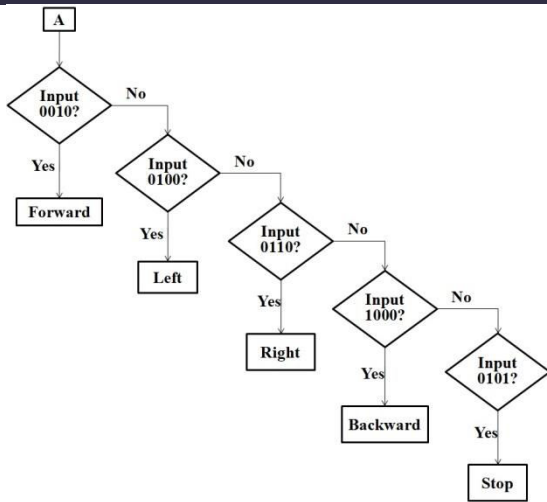 A
Input
0010?
No
Yes
Forward
Input
0100?
No
Yes
Left
Input
0110?
No
Yes
Right
Input
1000?
No
Yes
Backward
Input
0101?
Yes
Stop